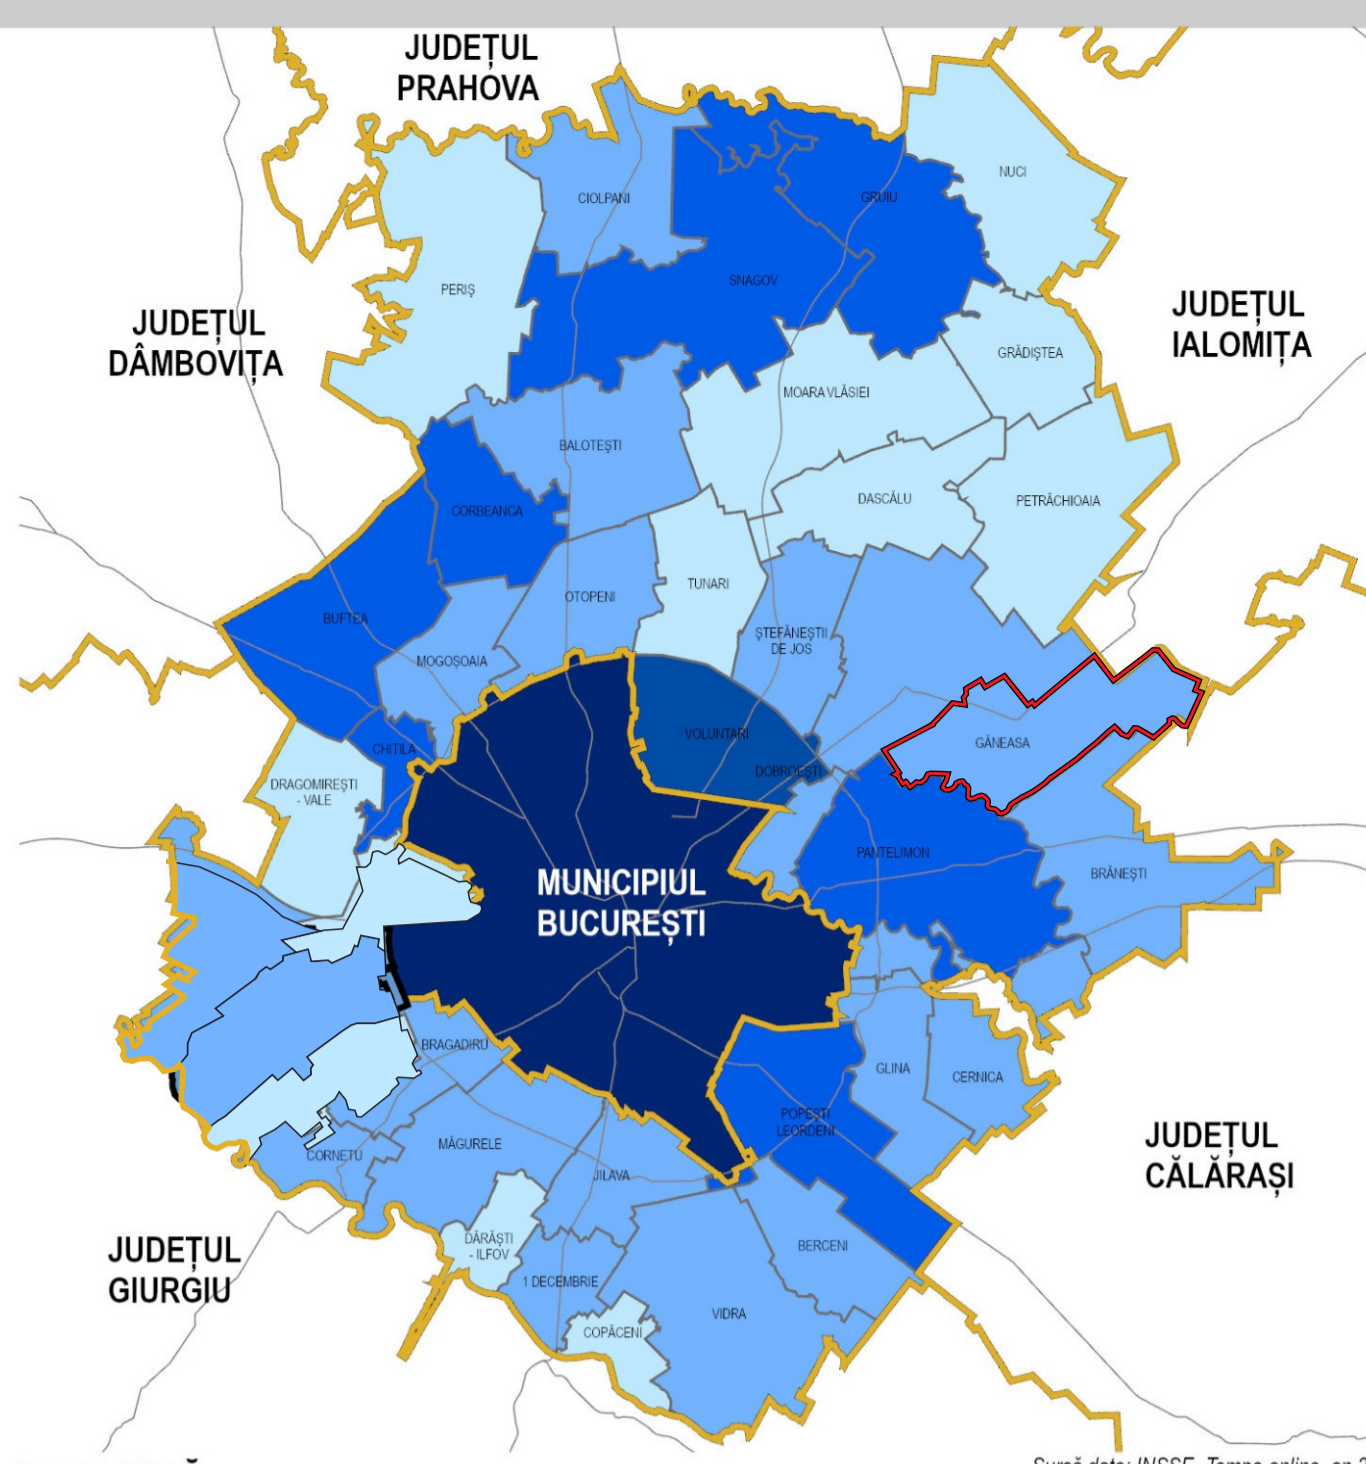 JUDEȚUL
PRAHOVA
NUCI
CIOLPANI
GRUIU
PERIȘ
SNAGOV
JUDEȚUL
DÂMBOVIȚA
JUDEȚUL
IALOMIȚA
GRĂDIȘTEA
MOARA VLĂSIEI
BALOTEȘTI
DASCĂLU
PETRĂCHIOAIA
CORBEANCA
TUNARI
OTOPENI
BUFTEA
ȘTEFĂNEȘTII
DE JOS
MOGOȘOAIA
VOLUNTARI
GĂNEASA
CHITILA
DOBROEȘTI
DRAGOMIREȘTI
- VALE
PANTELIMON
BRĂNEȘTI
MUNICIPIUL
BUCUREȘTI
BRAGADIRU
GLINA
CERNICA
POPEȘTI
LEORDENI
MĂGURELE
CORNETU
JILAVA
JUDEȚUL
CĂLĂRAȘI
JUDEȚUL
GIURGIU
DĂRĂȘTI
- ILFOV
BERCENI
1 DECEMBRIE
VIDRA
COPĂCENI